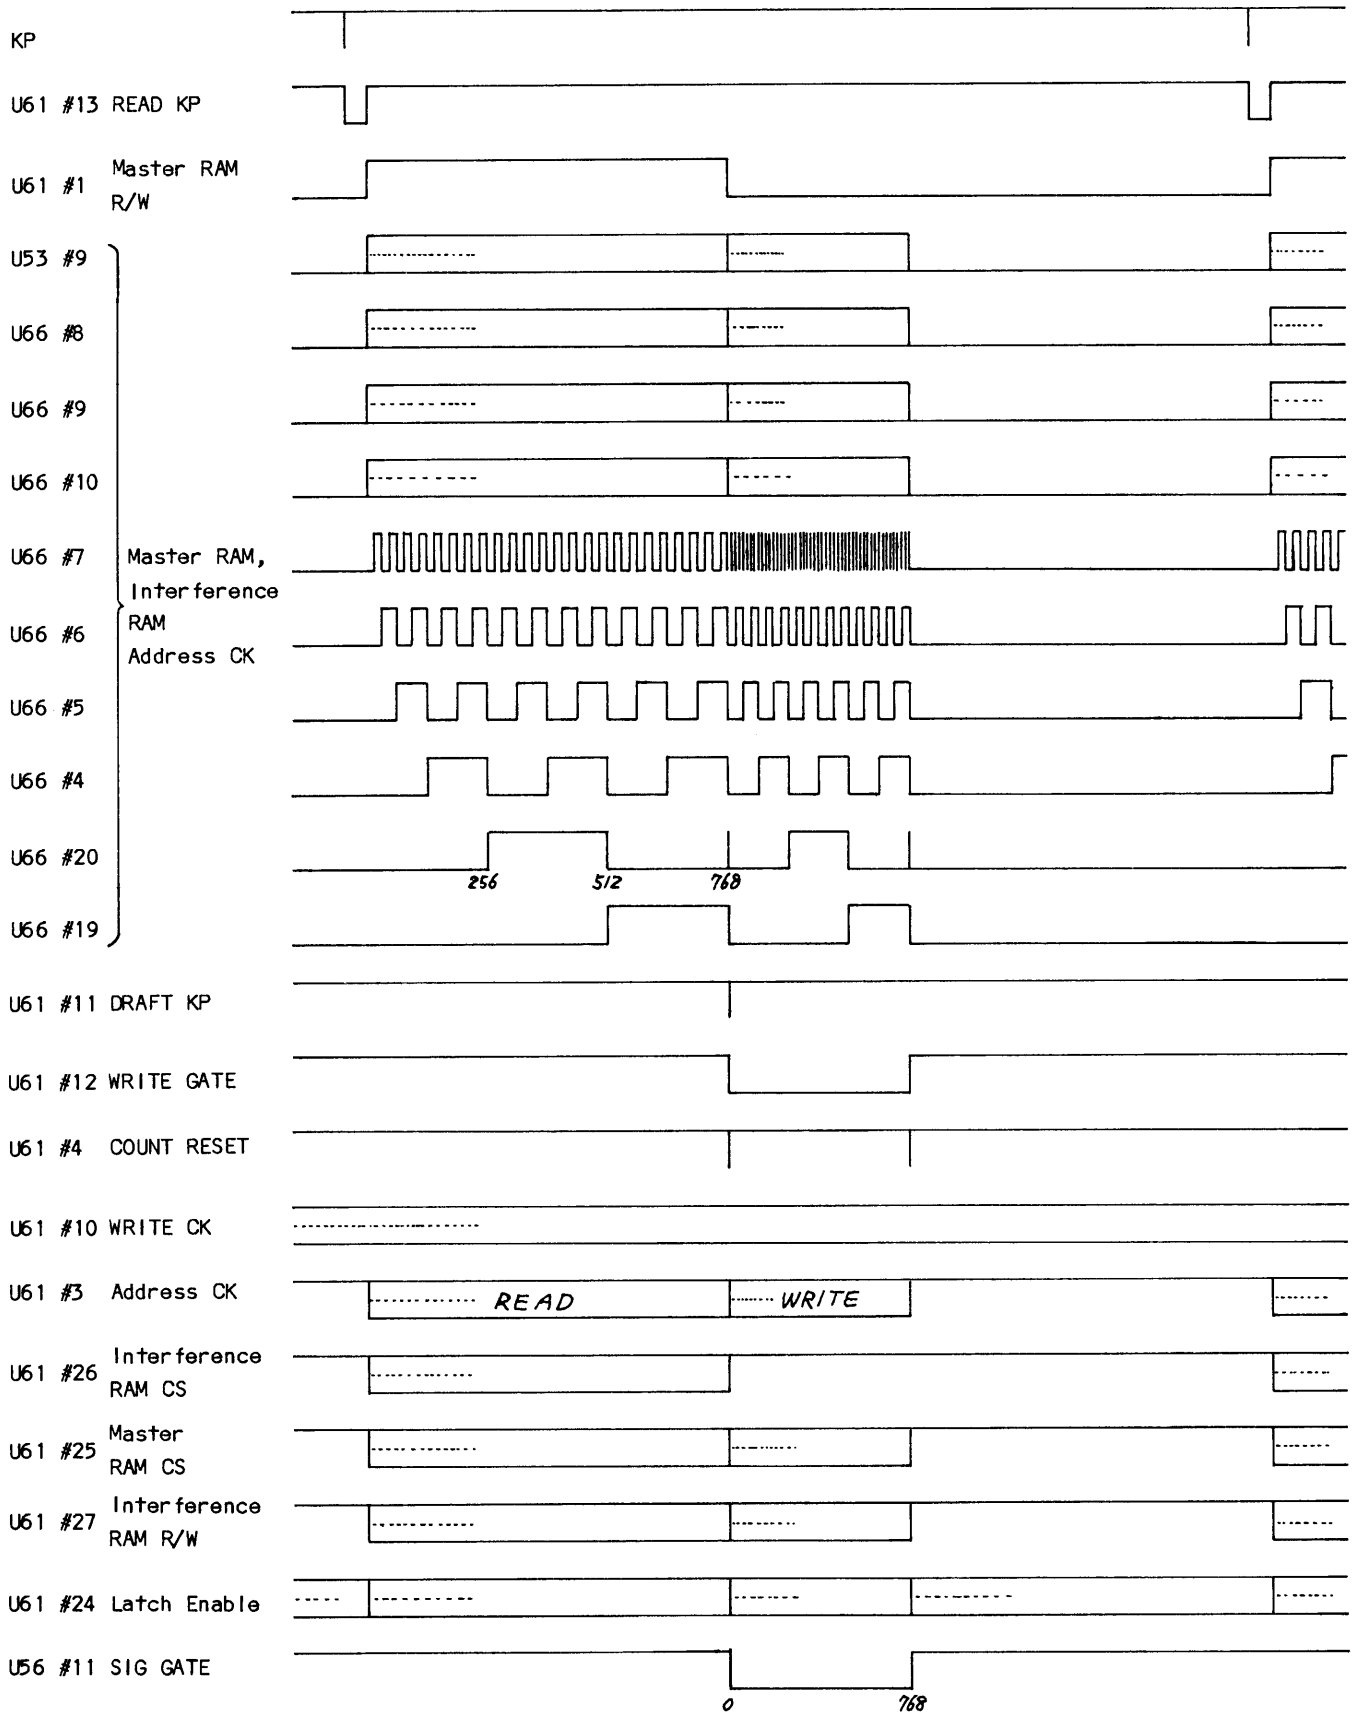 KP
U61 #13 READ KP
U61 #1 Master RAM
R/W
U53 #9
U66 #8
U66 #9
U66 #10
U66 #7 Master RAM,
Interference
U66 #6 RAM
Address CK
U66 #5
U66 #4
U66 #20
256 512 768
U66 #19
U61 #11 DRAFT KP
U61 #12 WRITE GATE
U61 #4 COUNT RESET
U61 #10 WRITE CK
U61 #3 Address CK READ WRITE
U61 #26 Interference
RAM CS
U61 #25 Master
RAM CS
U61 #27 Interference
RAM R/W
U61 #24 Latch Enable
U56 #11 SIG GATE
0 768